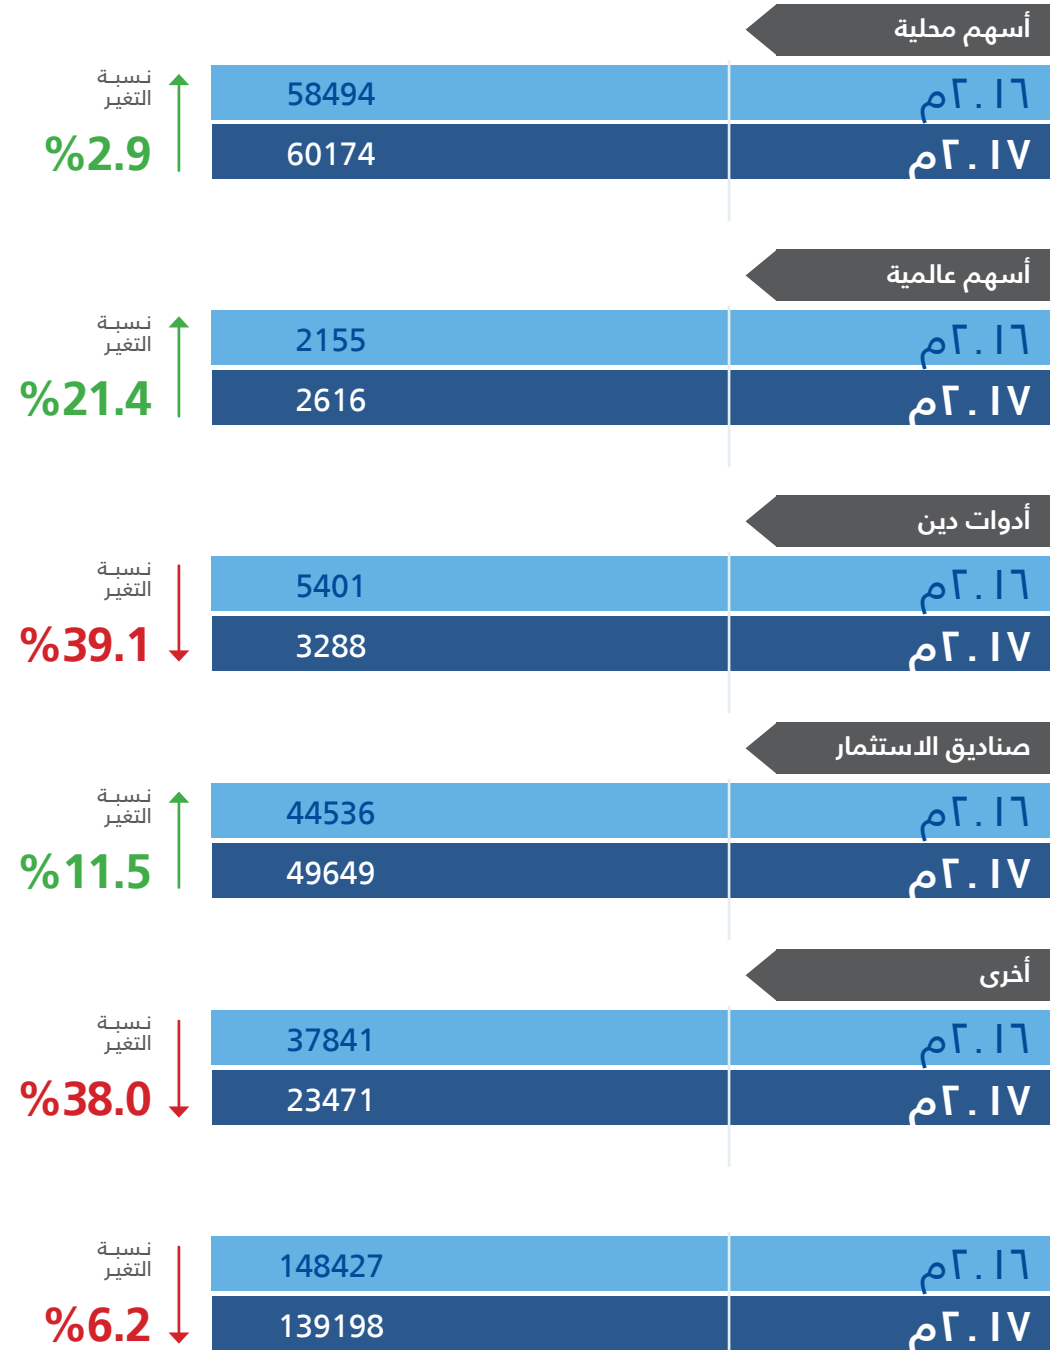 أسهم محلية
٢٠١٦م
58494
نسبة
التغير
٢٠١٧م
60174
%2.9
أسهم عالمية
٢٠١٦م
2155
نسبة
التغير
٢٠١٧م
2616
%21.4
أدوات دين
٢٠١٦م
5401
نسبة
التغير
٢٠١٧م
3288
%39.1
صناديق الاستثمار
٢٠١٦م
44536
نسبة
التغير
٢٠١٧م
49649
%11.5
أخرى
٢٠١٦م
37841
نسبة
التغير
٢٠١٧م
23471
%38.0
٢٠١٦م
148427
نسبة
التغير
٢٠١٧م
139198
%6.2